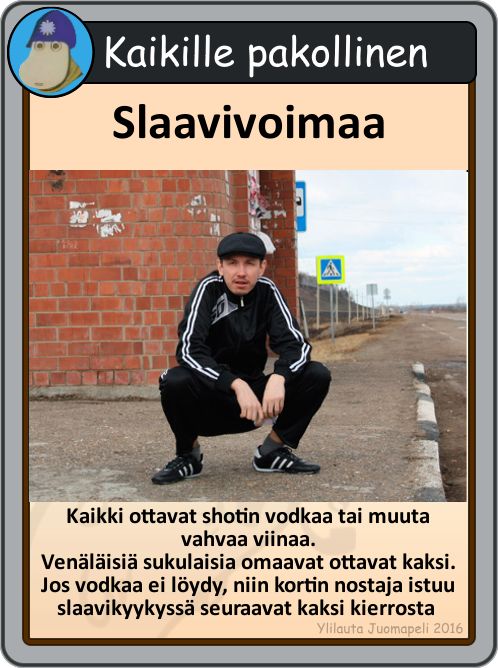 Kaikille pakollinen
Slaavivoimaa
Kaikki ottavat shotin vodkaa tai muuta
vahvaa viinaa.
Venäläisiä sukulaisia omaavat ottavat kaksi.
Jos vodkaa ei löydy, niin kortin nostaja istuu
slaavikyykyssä seuraavat kaksi kierrosta
Ylilauta Juomapeli 2016